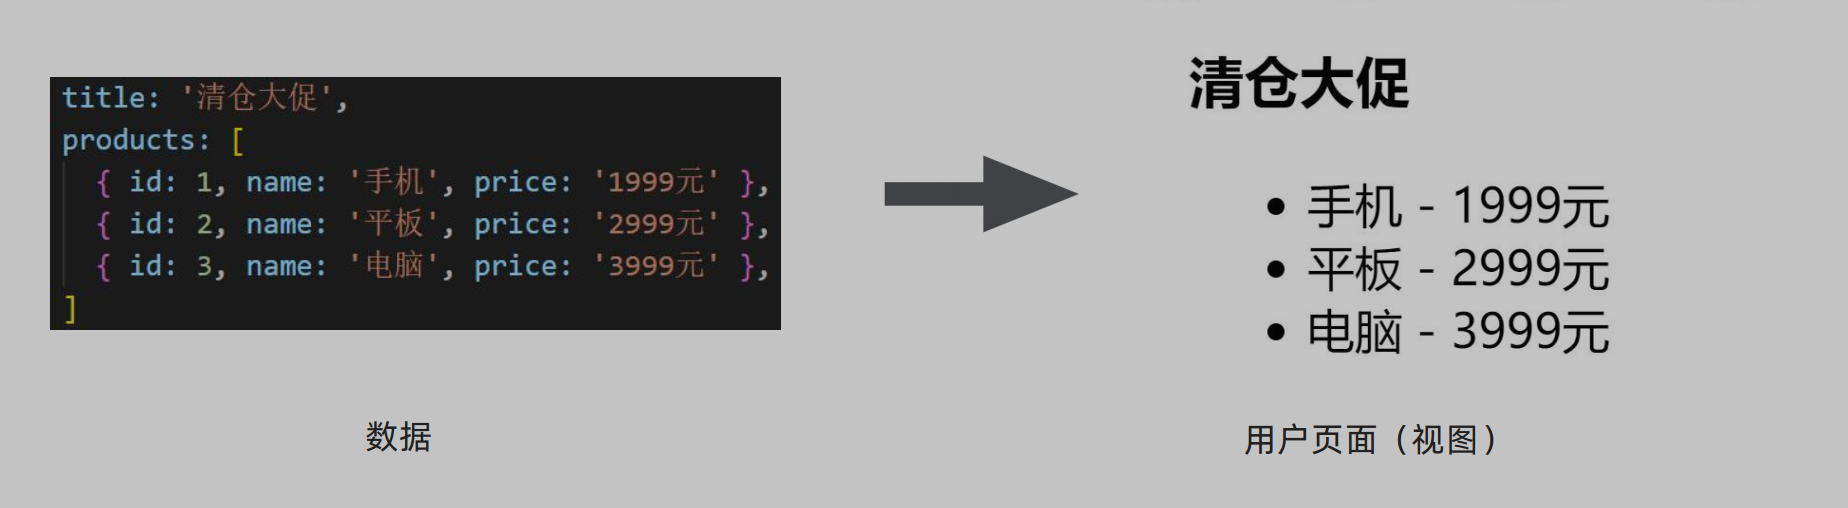 title: '清仓大促',
products: [
{ id: 1, name: '手机', price: '1999元' },
{ id: 2, name: '平板', price: '2999元' },
{ id: 3, name: '电脑', price: '3999元' },
]
数据
清仓大促
• 手机 - 1999元
• 平板 - 2999元
• 电脑 - 3999元
用户页面（视图）